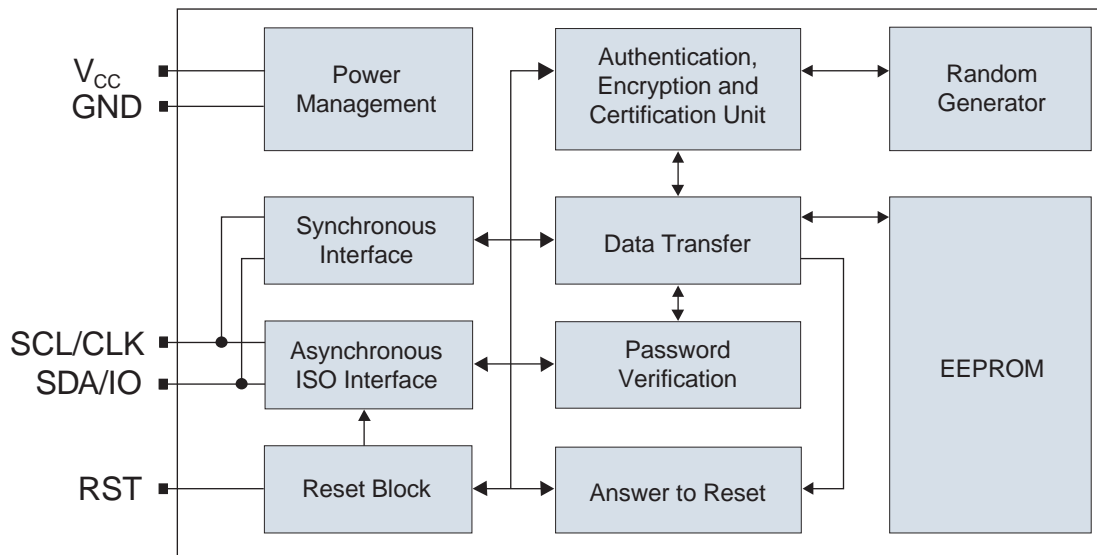 V_CC
GND
Power
Management
Authentication,
Encryption and
Certification Unit
Random
Generator
Synchronous
Interface
Data Transfer
EEPROM
SCL/CLK
SDA/IO
Asynchronous
ISO Interface
Password
Verification
RST
Reset Block
Answer to Reset